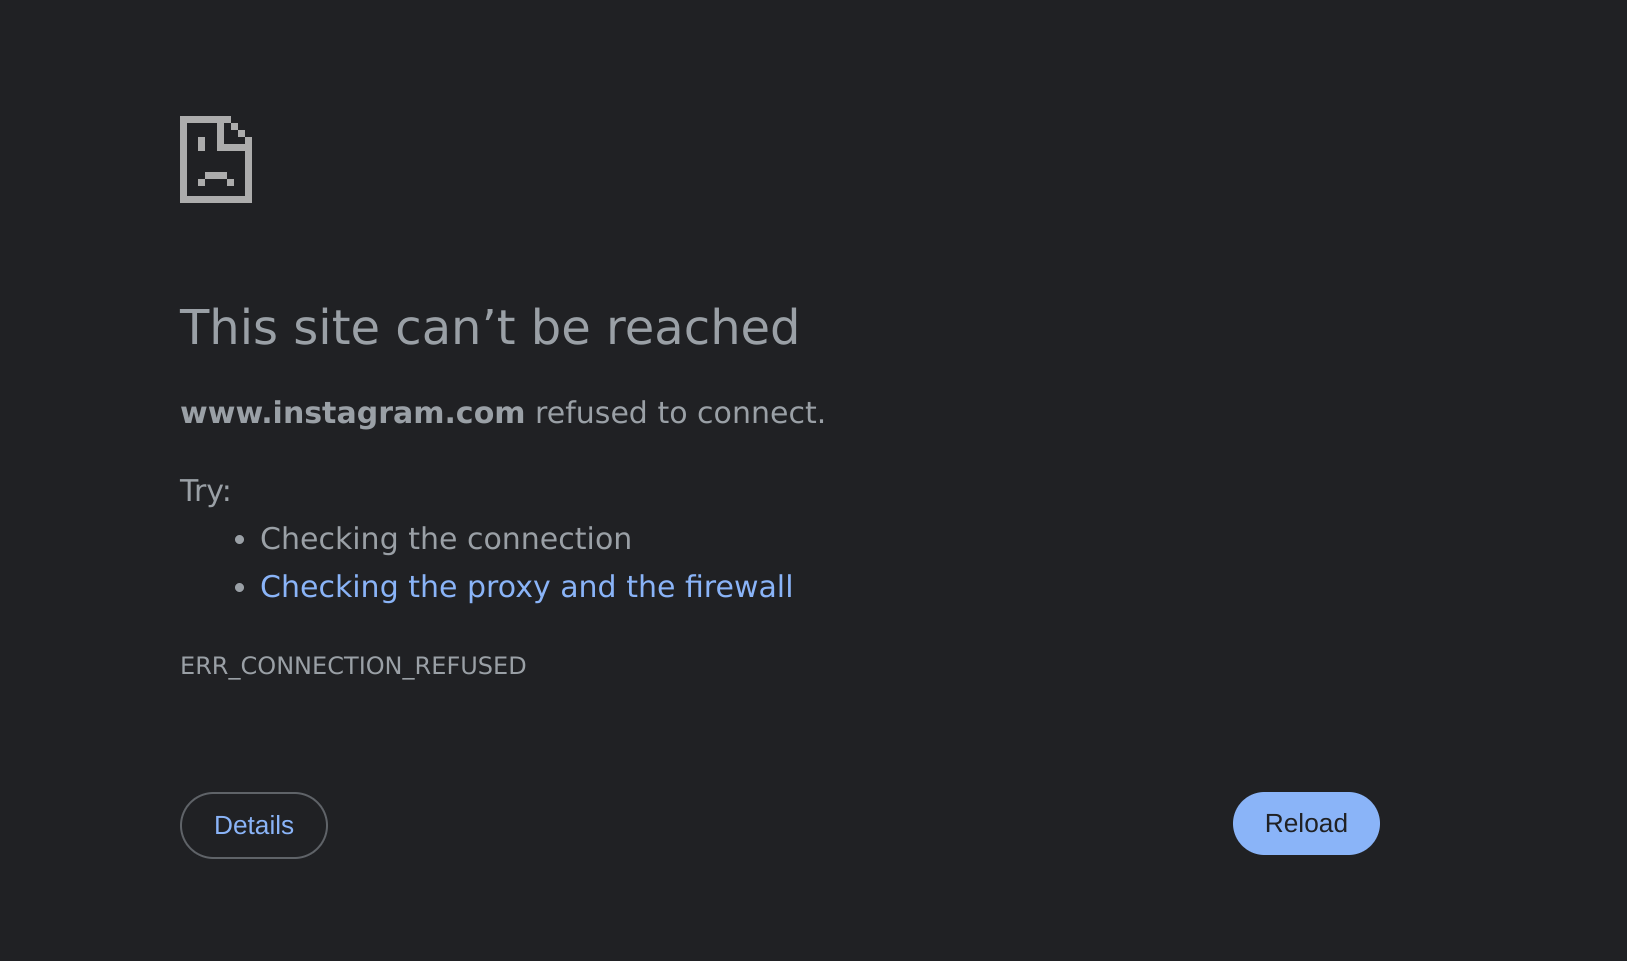 This site can’t be reached
www.instagram.com refused to connect.
Try:
• Checking the connection
• Checking the proxy and the firewall
ERR_CONNECTION_REFUSED
Details
Reload